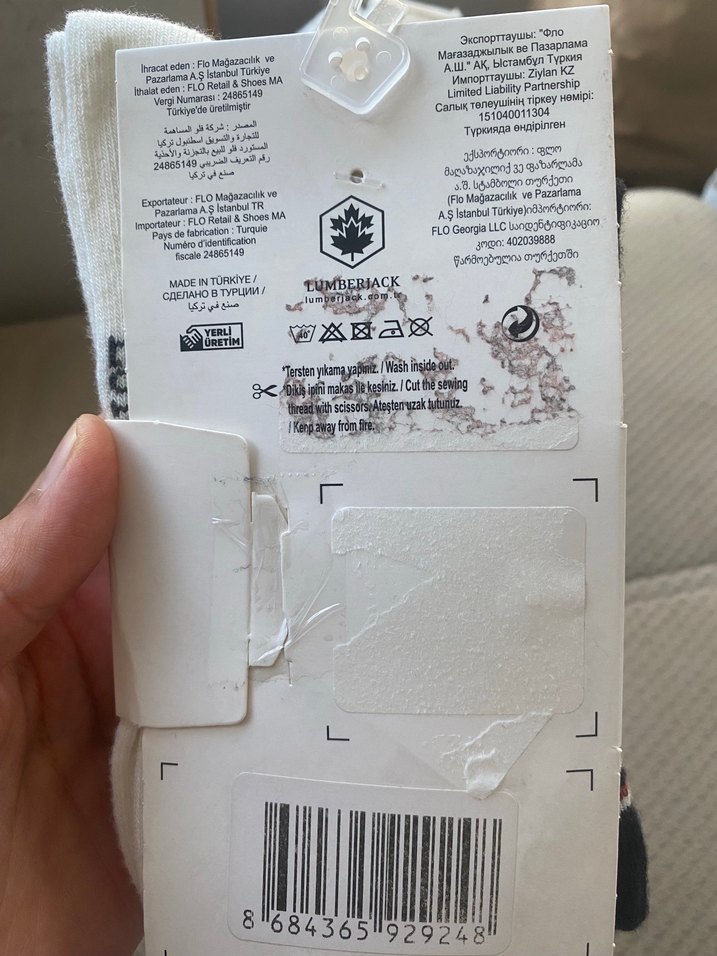 İhracat eden : Flo Mağazacılık ve
Pazarlama A.Ş İstanbul Türkiye
İthalat eden : FLO Retail & Shoes MA
Vergi Numarası : 24865149
Türkiye'de üretilmiştir
المصدر : شركة فلو المساهمة
للتجارة والتسويق اسطنبول تركيا
المستورد فلو للبيع بالتجزئة والأحذية
رقم التعريف الضريبي 24865149
صنع في تركيا
Exportateur : FLO Mağazacılık ve
Pazarlama A.Ş İstanbul TR
Importateur : FLO Retail & Shoes MA
Pays de fabrication : Turquie
Numéro d'identification
fiscale 24865149
MADE IN TÜRKİYE /
СДЕЛАНО В ТУРЦИИ /
صنع في تركيا
YERLİ
ÜRETİM
LUMBERJACK
lumberjack.com.tr
Экспорттаушы: "Фло
Мағазаджылык ве Пазарлама
А.Ш." АҚ, Ыстамбұл Түркия
Импорттаушы: Ziylan KZ
Limited Liability Partnership
Салық төлеушінің тіркеу нөмірі:
151040011304
Түркияда өндірілген
ექსპორტიორი : ფლო
მაღაზაჯილიქ ვე ფაზარლამა
ა.შ. სტამბოლი თურქეთი
(Flo Mağazacılık ve Pazarlama
A.Ş İstanbul Türkiye)იმპორტიორი:
FLO Georgia LLC საიდენტიფიკაციო
კოდი: 402039888
წარმოებულია თურქეთში
40°
*Tersten yıkama yapınız. / Wash inside out.
*Dikiş ipini makas ile kesiniz. / Cut the sewing
thread with scissors. Ateşten uzak tutunuz.
/ Kenp away from fire.
8 684365 929248